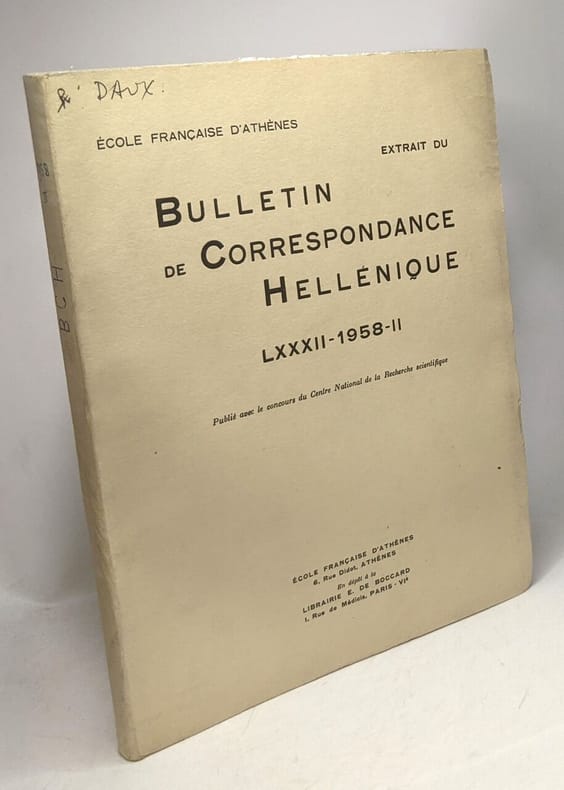 DAUX.
ÉCOLE FRANÇAISE D'ATHÈNES
EXTRAIT DU
BULLETIN
DE CORRESPONDANCE
HELLÉNIQUE
LXXXII-1958-II
Publié avec le concours du Centre National de la Recherche scientifique
ÉCOLE FRANÇAISE D'ATHÈNES
6, Rue Didot, ATHÈNES
En dépôt à la
LIBRAIRIE E. DE BOCCARD
1, Rue de Médicis, PARIS-VIᵉ
BCH